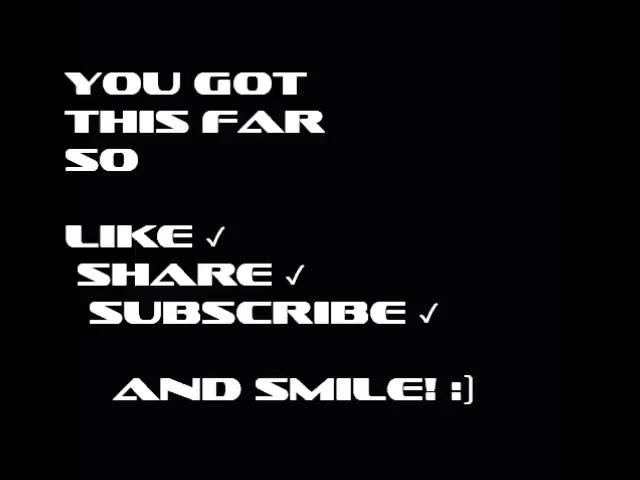 YOU GOT
THIS FAR
SO
LIKE ✓
SHARE ✓
SUBSCRIBE ✓
AND SMILE! :]